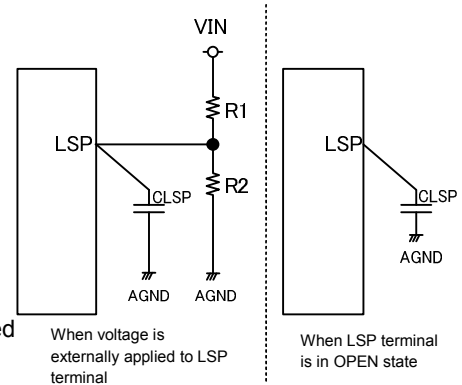 VIN
R1
LSP
R2
CLSP
AGND
AGND
ed
When voltage is
externally applied to LSP
terminal
LSP
CLSP
AGND
When LSP terminal
is in OPEN state